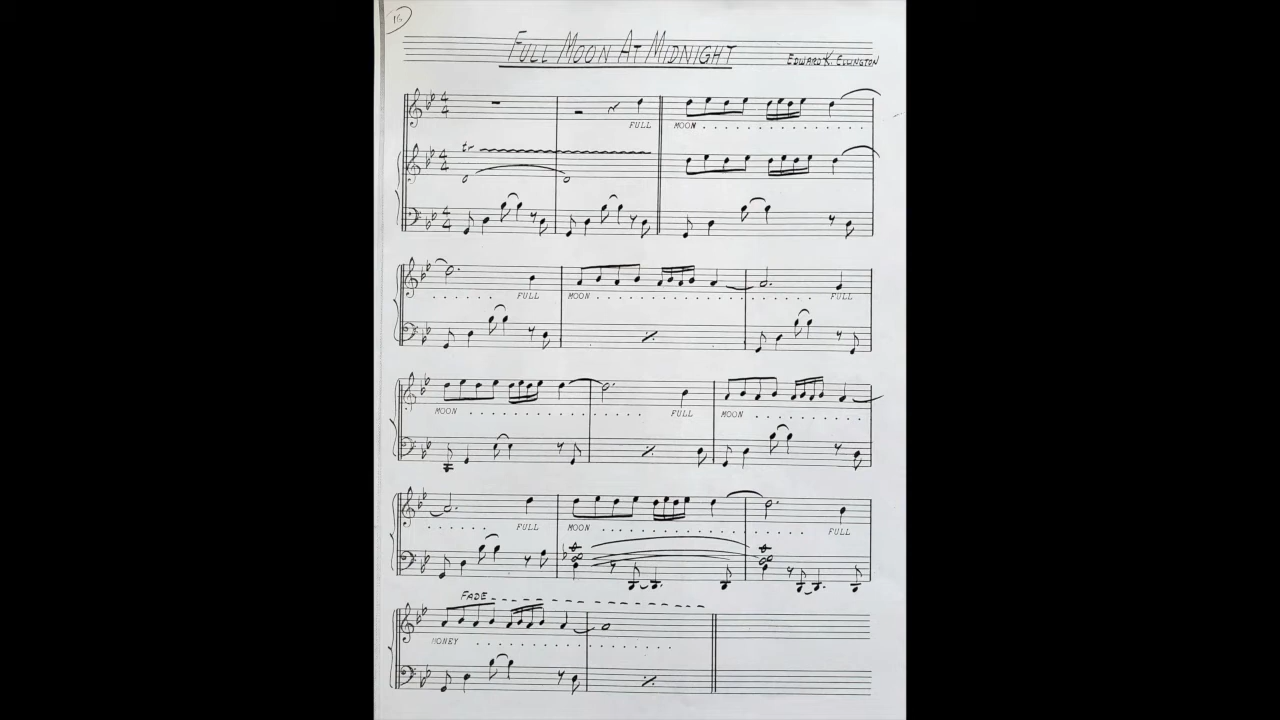 FULL MOON AT MIDNIGHT
EDWARD K. ELLINGTON
FULL MOON . . . . . . . . . . . . . .
. . . . . . FULL MOON . . . . . . . . . . . . . . . . . FULL
MOON . . . . . . . . . . . . . . FULL MOON . . . . . . . . .
. . . . . . FULL MOON . . . . . . . . . . . . . . . . FULL
FADE
MONEY . . . . . . . . . . . . . . .